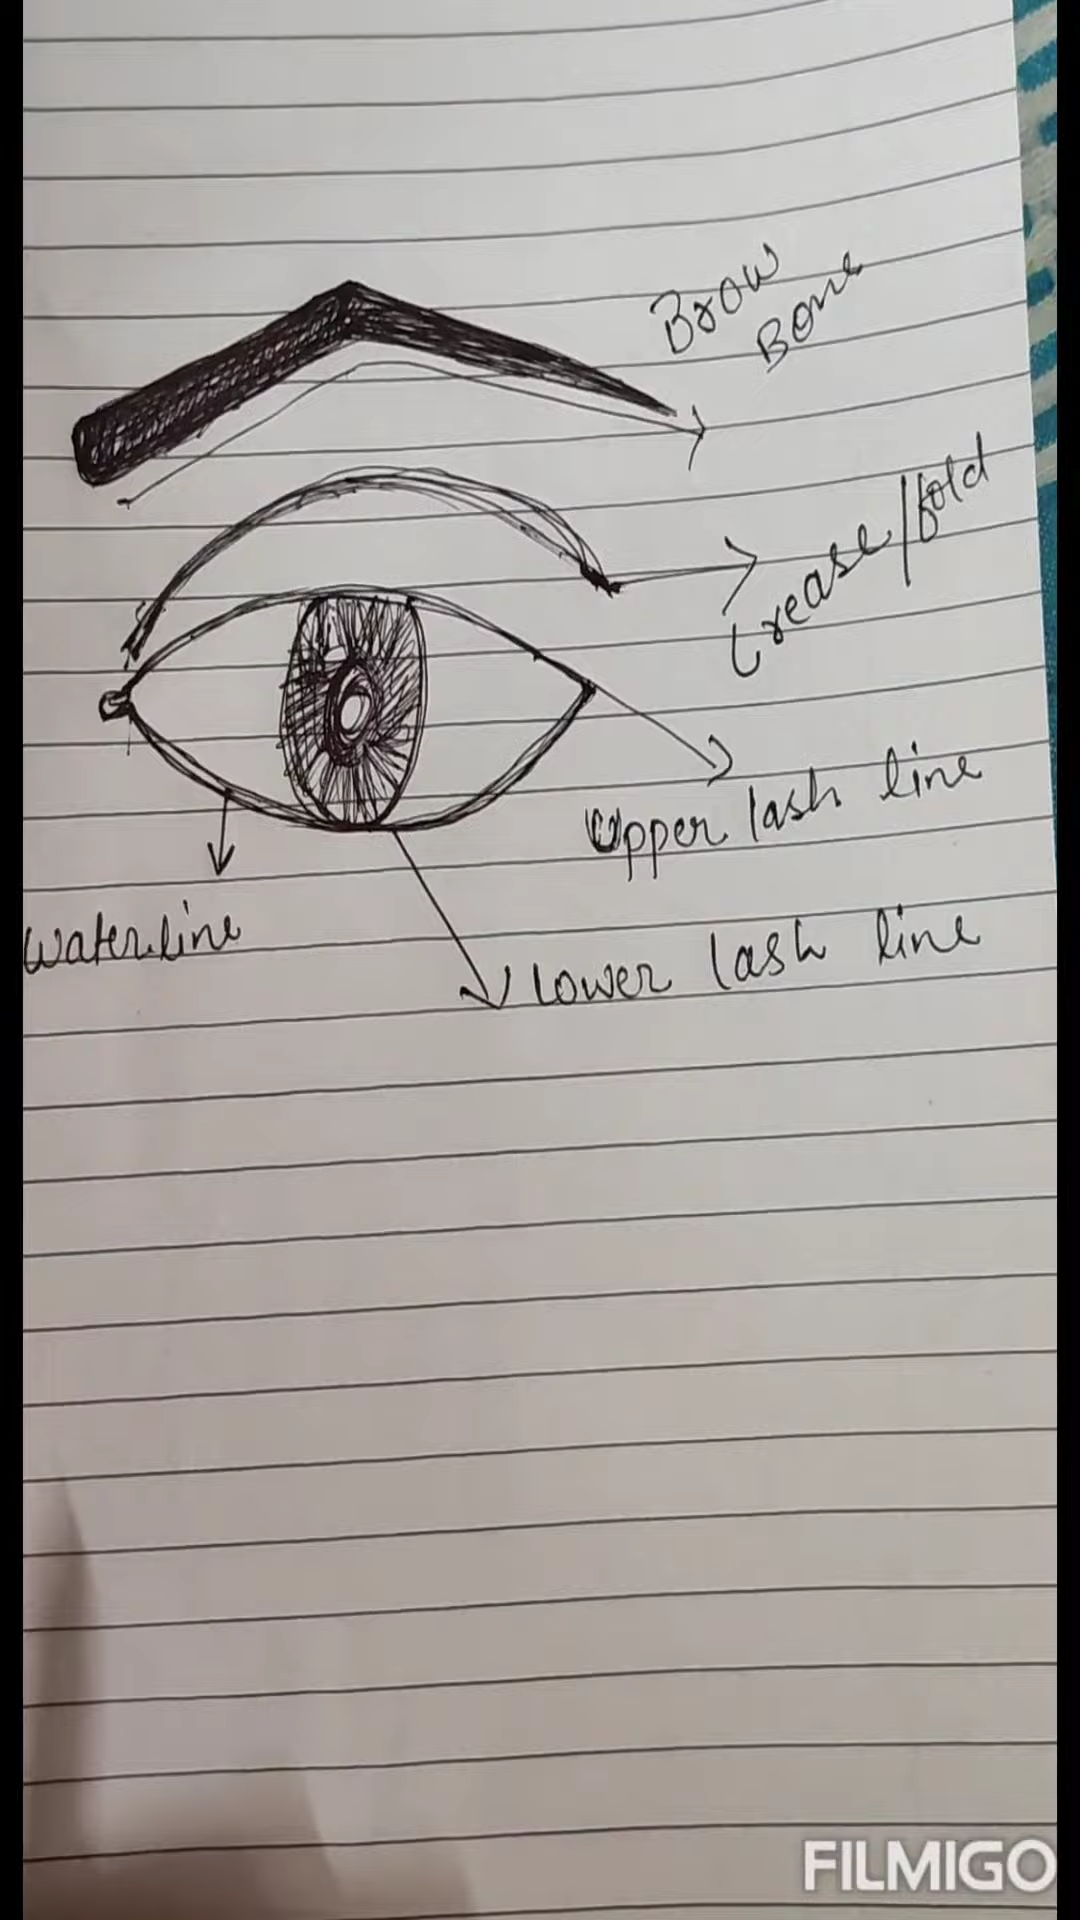 Brow
Bone
Crease/fold
Upper lash line
waterline
lower lash line
FILMIGO